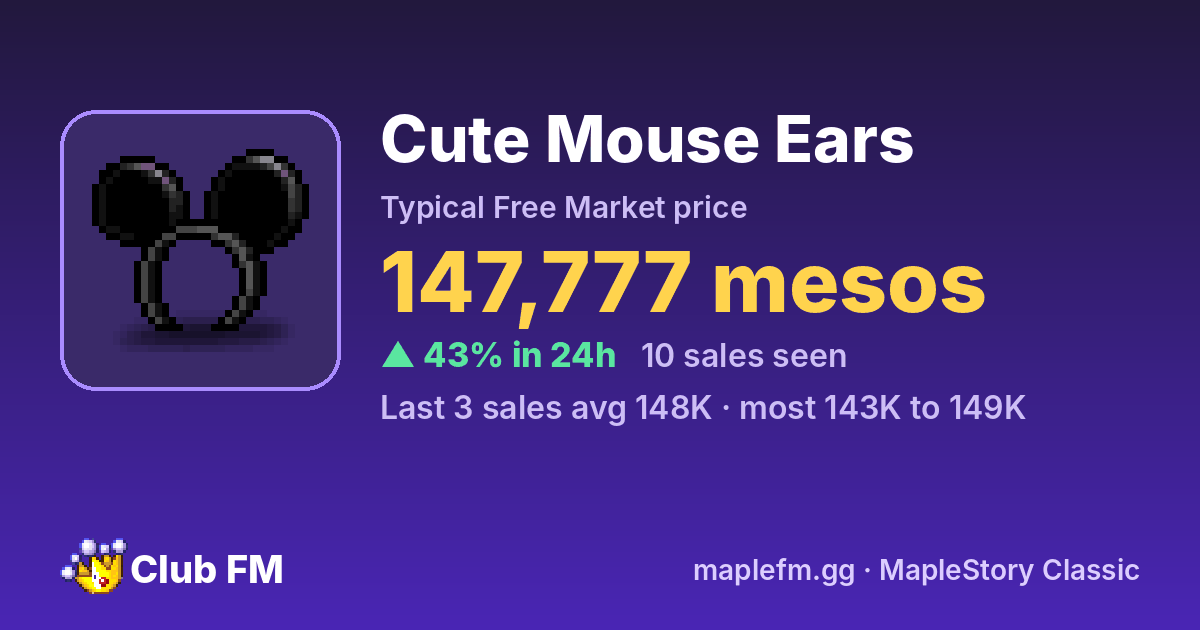 Cute Mouse Ears
Typical Free Market price
147,777 mesos
▲ 43% in 24h 10 sales seen
Last 3 sales avg 148K · most 143K to 149K
Club FM
maplefm.gg · MapleStory Classic